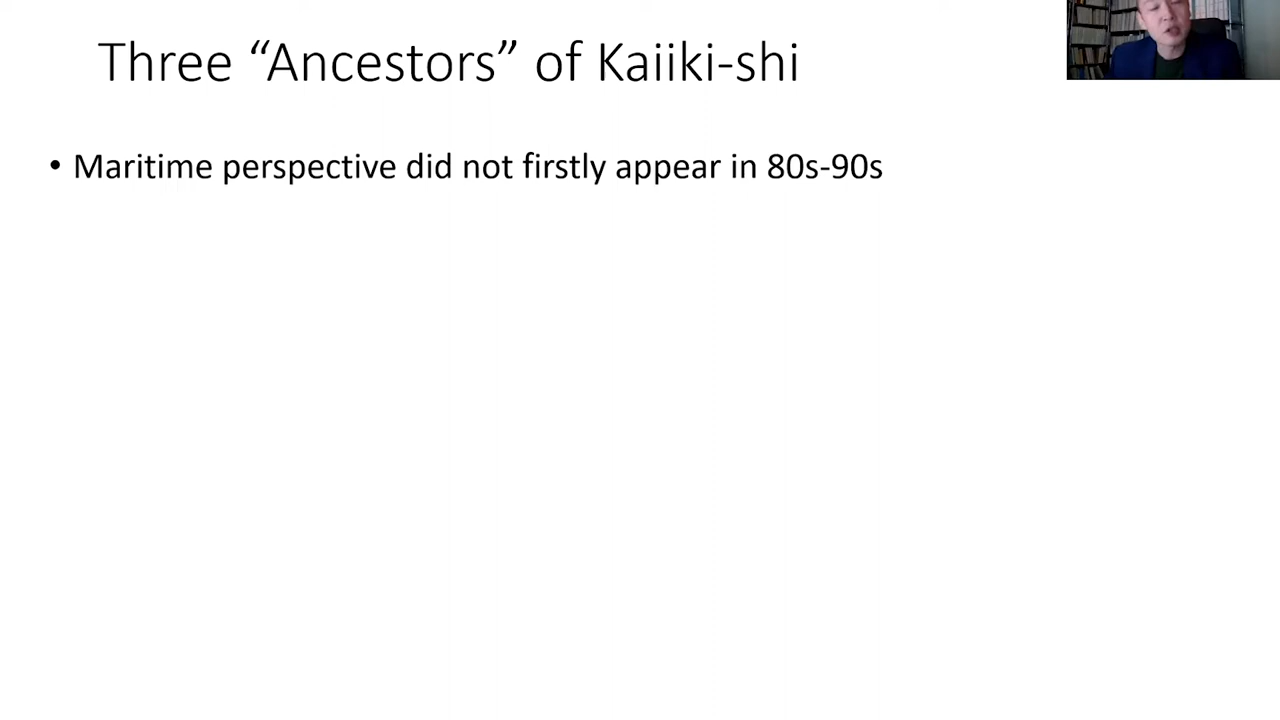 Three “Ancestors” of Kaiiki-shi
• Maritime perspective did not firstly appear in 80s-90s